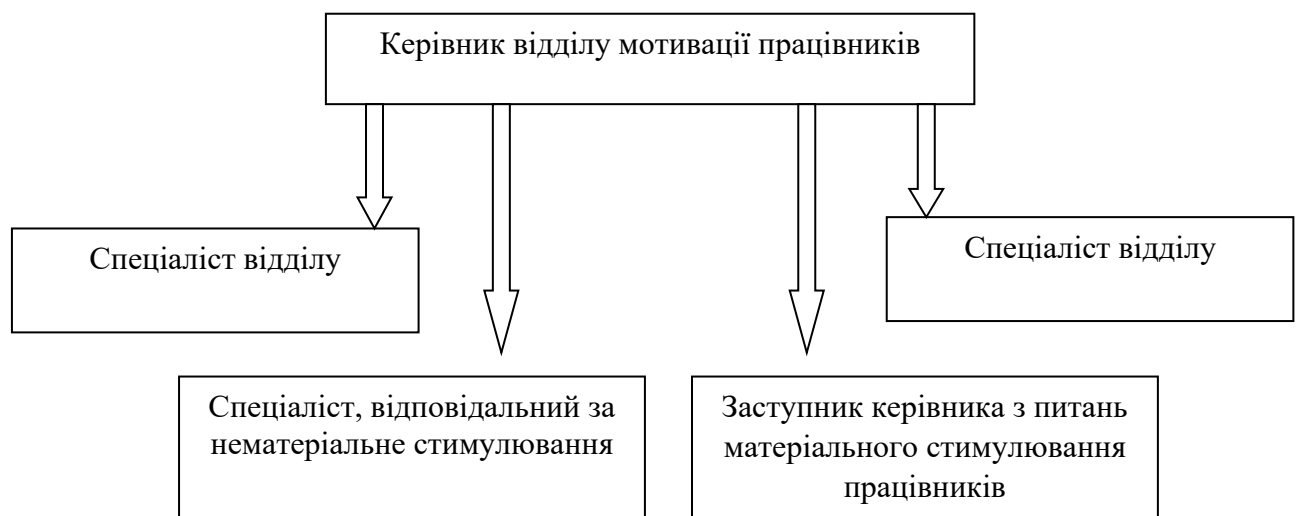 Керівник відділу мотивації працівників
Спеціаліст відділу
Спеціаліст відділу
Спеціаліст, відповідальний за
нематеріальне стимулювання
Заступник керівника з питань
матеріального стимулювання
працівників